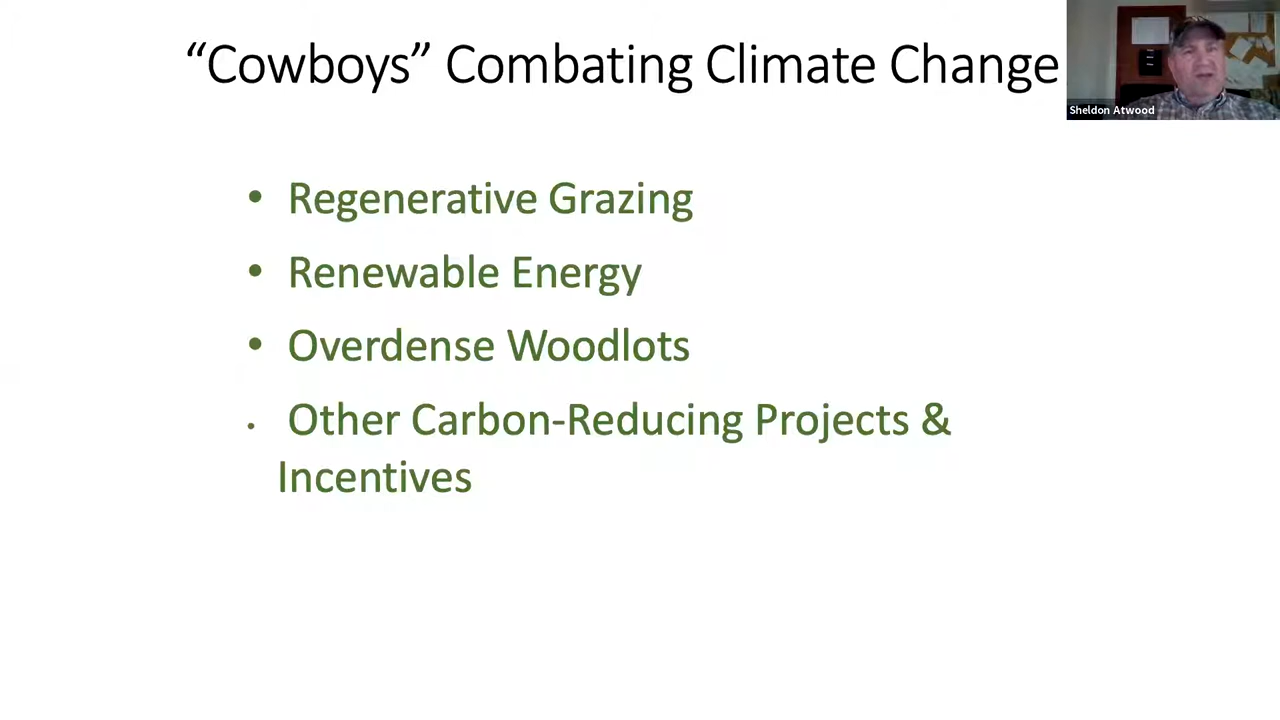 “Cowboys” Combating Climate Change
Sheldon Atwood
• Regenerative Grazing
• Renewable Energy
• Overdense Woodlots
• Other Carbon-Reducing Projects &
Incentives